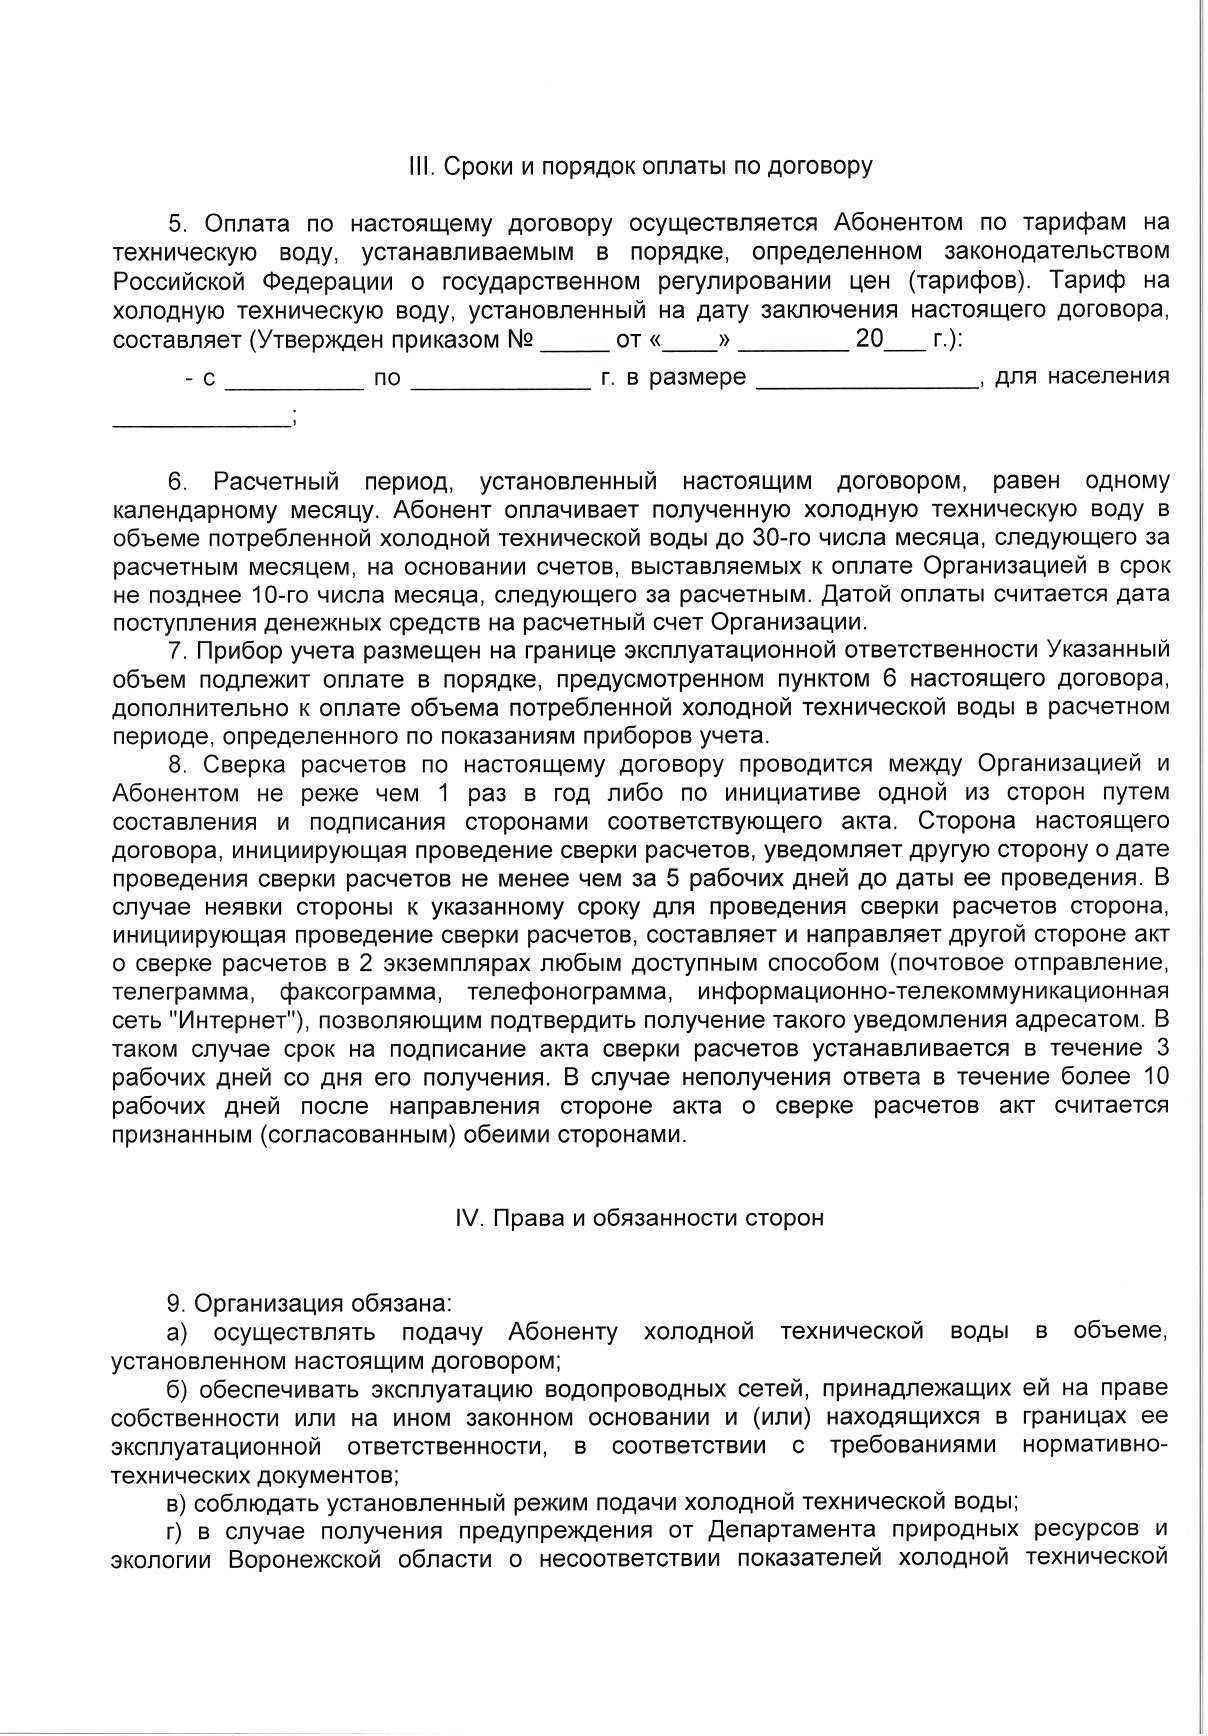 III. Сроки и порядок оплаты по договору
5. Оплата по настоящему договору осуществляется Абонентом по тарифам на
техническую воду, устанавливаемым в порядке, определенном законодательством
Российской Федерации о государственном регулировании цен (тарифов). Тариф на
холодную техническую воду, установленный на дату заключения настоящего договора,
составляет (Утвержден приказом № _____ от «____» ________ 20___ г.):
- с __________ по _____________ г. в размере ________________, для населения
_____________;
6. Расчетный период, установленный настоящим договором, равен одному
календарному месяцу. Абонент оплачивает полученную холодную техническую воду в
объеме потребленной холодной технической воды до 30-го числа месяца, следующего за
расчетным месяцем, на основании счетов, выставляемых к оплате Организацией в срок
не позднее 10-го числа месяца, следующего за расчетным. Датой оплаты считается дата
поступления денежных средств на расчетный счет Организации.
7. Прибор учета размещен на границе эксплуатационной ответственности Указанный
объем подлежит оплате в порядке, предусмотренном пунктом 6 настоящего договора,
дополнительно к оплате объема потребленной холодной технической воды в расчетном
периоде, определенного по показаниям приборов учета.
8. Сверка расчетов по настоящему договору проводится между Организацией и
Абонентом не реже чем 1 раз в год либо по инициативе одной из сторон путем
составления и подписания сторонами соответствующего акта. Сторона настоящего
договора, инициирующая проведение сверки расчетов, уведомляет другую сторону о дате
проведения сверки расчетов не менее чем за 5 рабочих дней до даты ее проведения. В
случае неявки стороны к указанному сроку для проведения сверки расчетов сторона,
инициирующая проведение сверки расчетов, составляет и направляет другой стороне акт
о сверке расчетов в 2 экземплярах любым доступным способом (почтовое отправление,
телеграмма, факсограмма, телефонограмма, информационно-телекоммуникационная
сеть "Интернет"), позволяющим подтвердить получение такого уведомления адресатом. В
таком случае срок на подписание акта сверки расчетов устанавливается в течение 3
рабочих дней со дня его получения. В случае неполучения ответа в течение более 10
рабочих дней после направления стороне акта о сверке расчетов акт считается
признанным (согласованным) обеими сторонами.
IV. Права и обязанности сторон
9. Организация обязана:
а) осуществлять подачу Абоненту холодной технической воды в объеме,
установленном настоящим договором;
б) обеспечивать эксплуатацию водопроводных сетей, принадлежащих ей на праве
собственности или на ином законном основании и (или) находящихся в границах ее
эксплуатационной ответственности, в соответствии с требованиями нормативно-
технических документов;
в) соблюдать установленный режим подачи холодной технической воды;
г) в случае получения предупреждения от Департамента природных ресурсов и
экологии Воронежской области о несоответствии показателей холодной технической